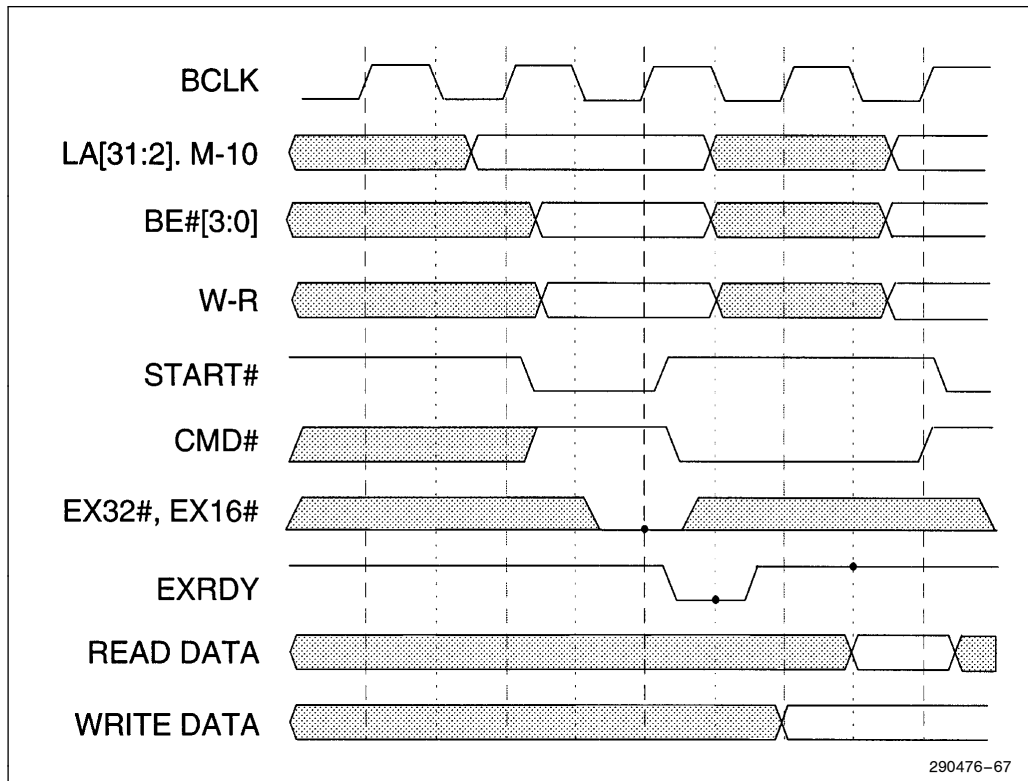 BCLK
LA[31:2]. M-10
BE#[3:0]
W-R
START#
CMD#
EX32#, EX16#
EXRDY
READ DATA
WRITE DATA
290476–67